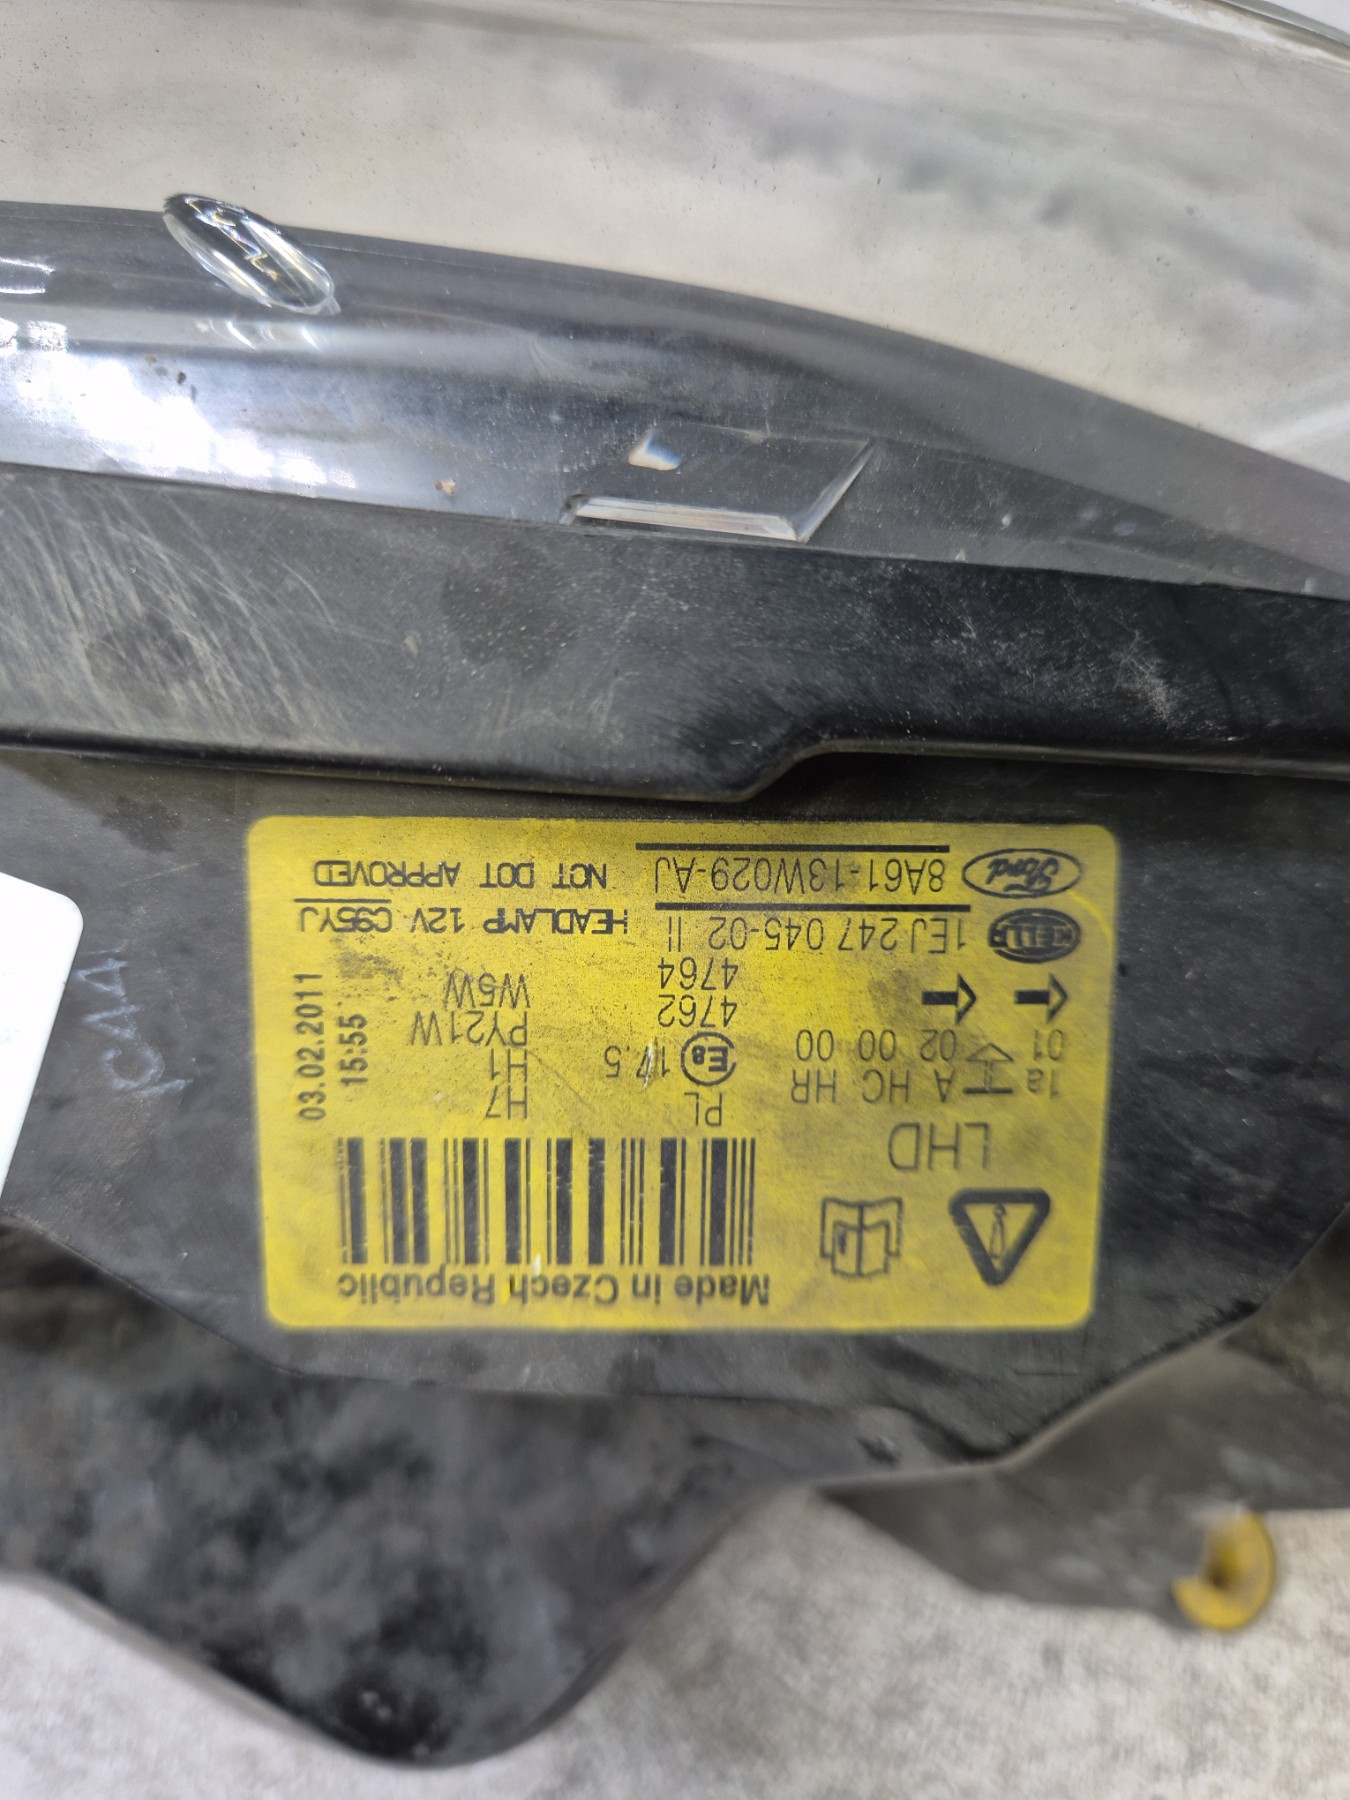 Made in Czech Republic
LHD
1a A HC HR
01 02 00 00
PL
E8 17.5
4762
4764
H7
H1
PY21W
W5W
03.02.2011
15:55
HELLA 1EJ 247 045-02 II
HEADLAMP 12V C95YJ
Ford 8A61-13W029-AJ
NOT DOT APPROVED